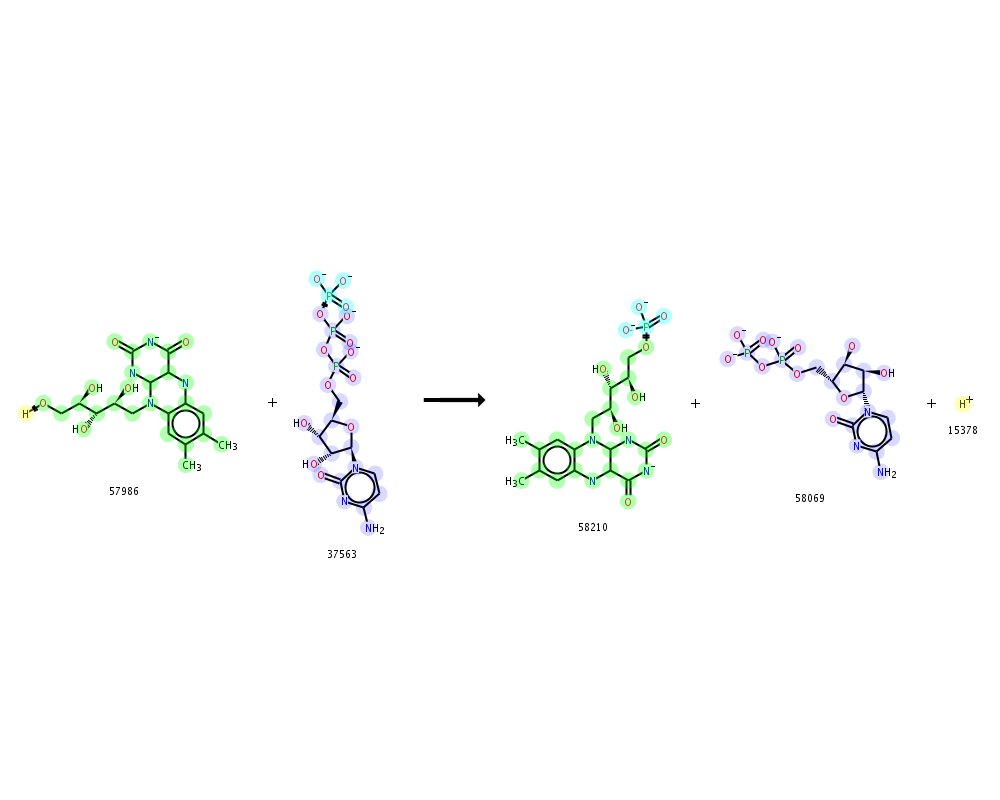 O N⁻ O
N N
OH OH N
H O HO
CH₃
CH₃
57986
+
O⁻ O⁻
P O
O O⁻
P O
O O⁻
P O
O
HO O
HO
N
O N
NH₂
37563
O⁻
O⁻ P O
O
HO
OH
OH
H₃C N N O
H₃C N N⁻
O
58210
+
O⁻ O O⁻ O
P P
O⁻ O O
O OH
O
N
O N
NH₂
58069
+
H⁺
15378